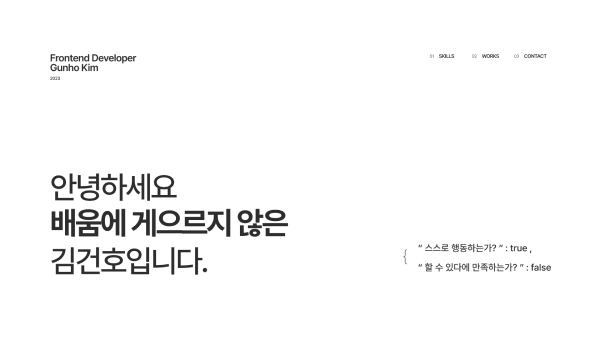 Frontend Developer
Gunho Kim
2023
01 SKILLS 02 WORKS 03 CONTACT
안녕하세요
배움에 게으르지 않은
김건호입니다.
{
“ 스스로 행동하는가? ” : true ,
“ 할 수 있다에 만족하는가? ” : false